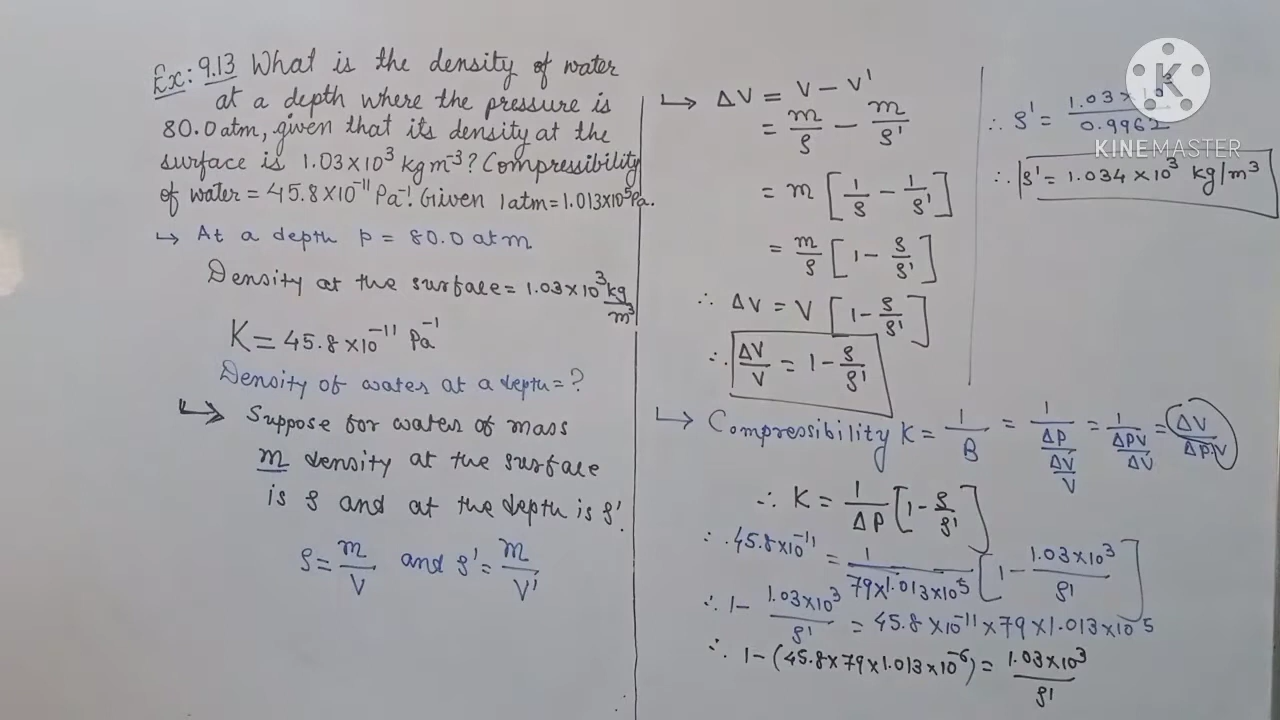 Ex: 9.13 What is the density of water
at a depth where the pressure is
80.0 atm, given that its density at the
surface is 1.03×10³ kg m⁻³? Compressibility
of water = 45.8×10⁻¹¹ Pa⁻¹. Given 1 atm = 1.013×10⁵ Pa.
↳ At a depth P = 80.0 atm
Density at the surface = 1.03×10³ kg/m³
K = 45.8×10⁻¹¹ Pa⁻¹
Density of water at a depth = ?
↳ Suppose for water of mass
m density at the surface
is ρ and at the depth is ρ'.
ρ = m/V and ρ' = m/V'
↳ ΔV = V − V'
= m/ρ − m/ρ'
= m [1/ρ − 1/ρ']
= m/ρ [1 − ρ/ρ']
∴ ΔV = V [1 − ρ/ρ']
∴ ΔV/V = 1 − ρ/ρ'
↳ Compressibility K = 1/B = 1/(ΔP/(ΔV/V)) = 1/(ΔPV/ΔV) = ΔV/ΔP.V
∴ K = 1/ΔP [1 − ρ/ρ']
∴ 45.8×10⁻¹¹ = 1/(79×1.013×10⁵) [1 − 1.03×10³/ρ']
∴ 1 − 1.03×10³/ρ' = 45.8×10⁻¹¹×79×1.013×10⁵
∴ 1 − (45.8×79×1.013×10⁻⁶) = 1.03×10³/ρ'
∴ ρ' = 1.03×10³/0.9962
∴ ρ' = 1.034×10³ kg/m³
K
KINEMASTER